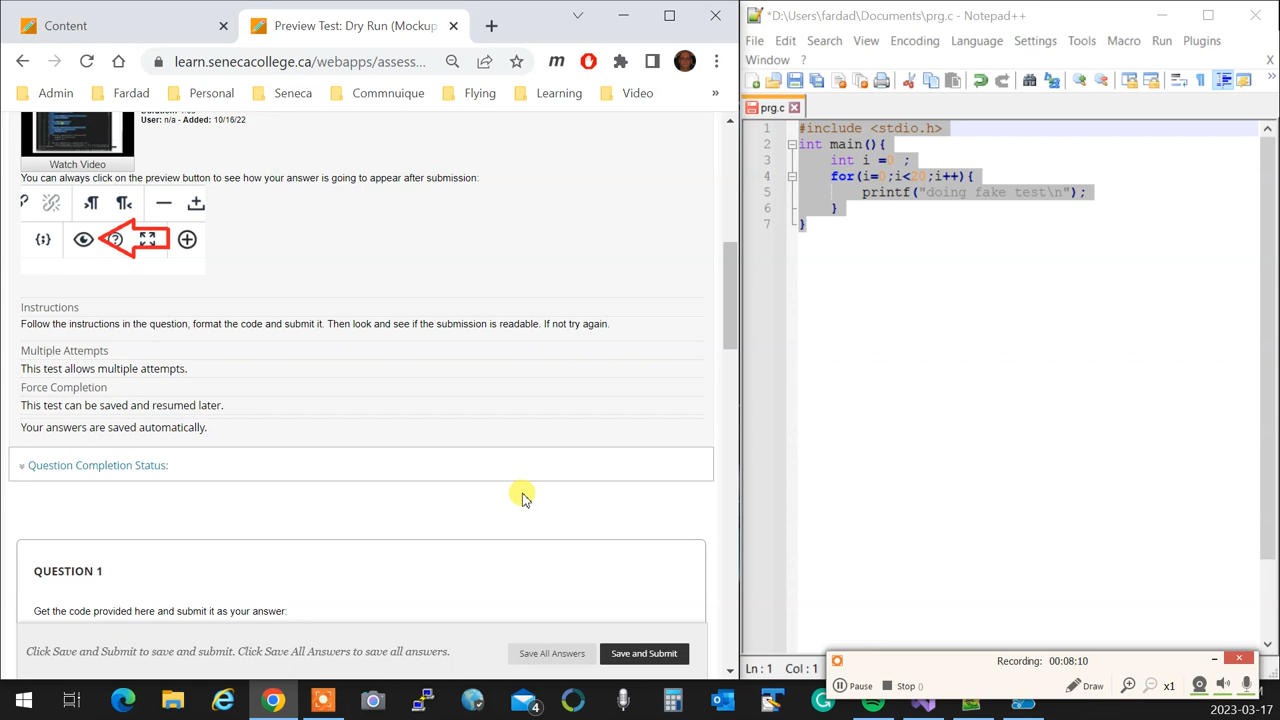 Content
Preview Test: Dry Run (Mockup
learn.senecacollege.ca/webapps/assess...
Fardad
Personal
Seneca
Commnuique
Flying
Learning
Video
»
User: n/a - Added: 10/16/22
Watch Video
You can always click on the preview button to see how your answer is going to appear after submission:
Instructions
Follow the instructions in the question, format the code and submit it. Then look and see if the submission is readable. If not try again.
Multiple Attempts
This test allows multiple attempts.
Force Completion
This test can be saved and resumed later.
Your answers are saved automatically.
Question Completion Status:
QUESTION 1
Get the code provided here and submit it as your answer:
Click Save and Submit to save and submit. Click Save All Answers to save all answers.
Save All Answers
Save and Submit
*D:\Users\fardad\Documents\prg.c - Notepad++
File Edit Search View Encoding Language Settings Tools Macro Run Plugins
Window ?
prg.c
1 #include <stdio.h>
2 int main(){
3 int i =0 ;
4 for(i=0;i<20;i++){
5 printf("doing fake test\n");
6 }
7 }
Ln : 1 Col : 1
Recording: 00:08:10
Pause
Stop ()
Draw
x1
4
2023-03-17